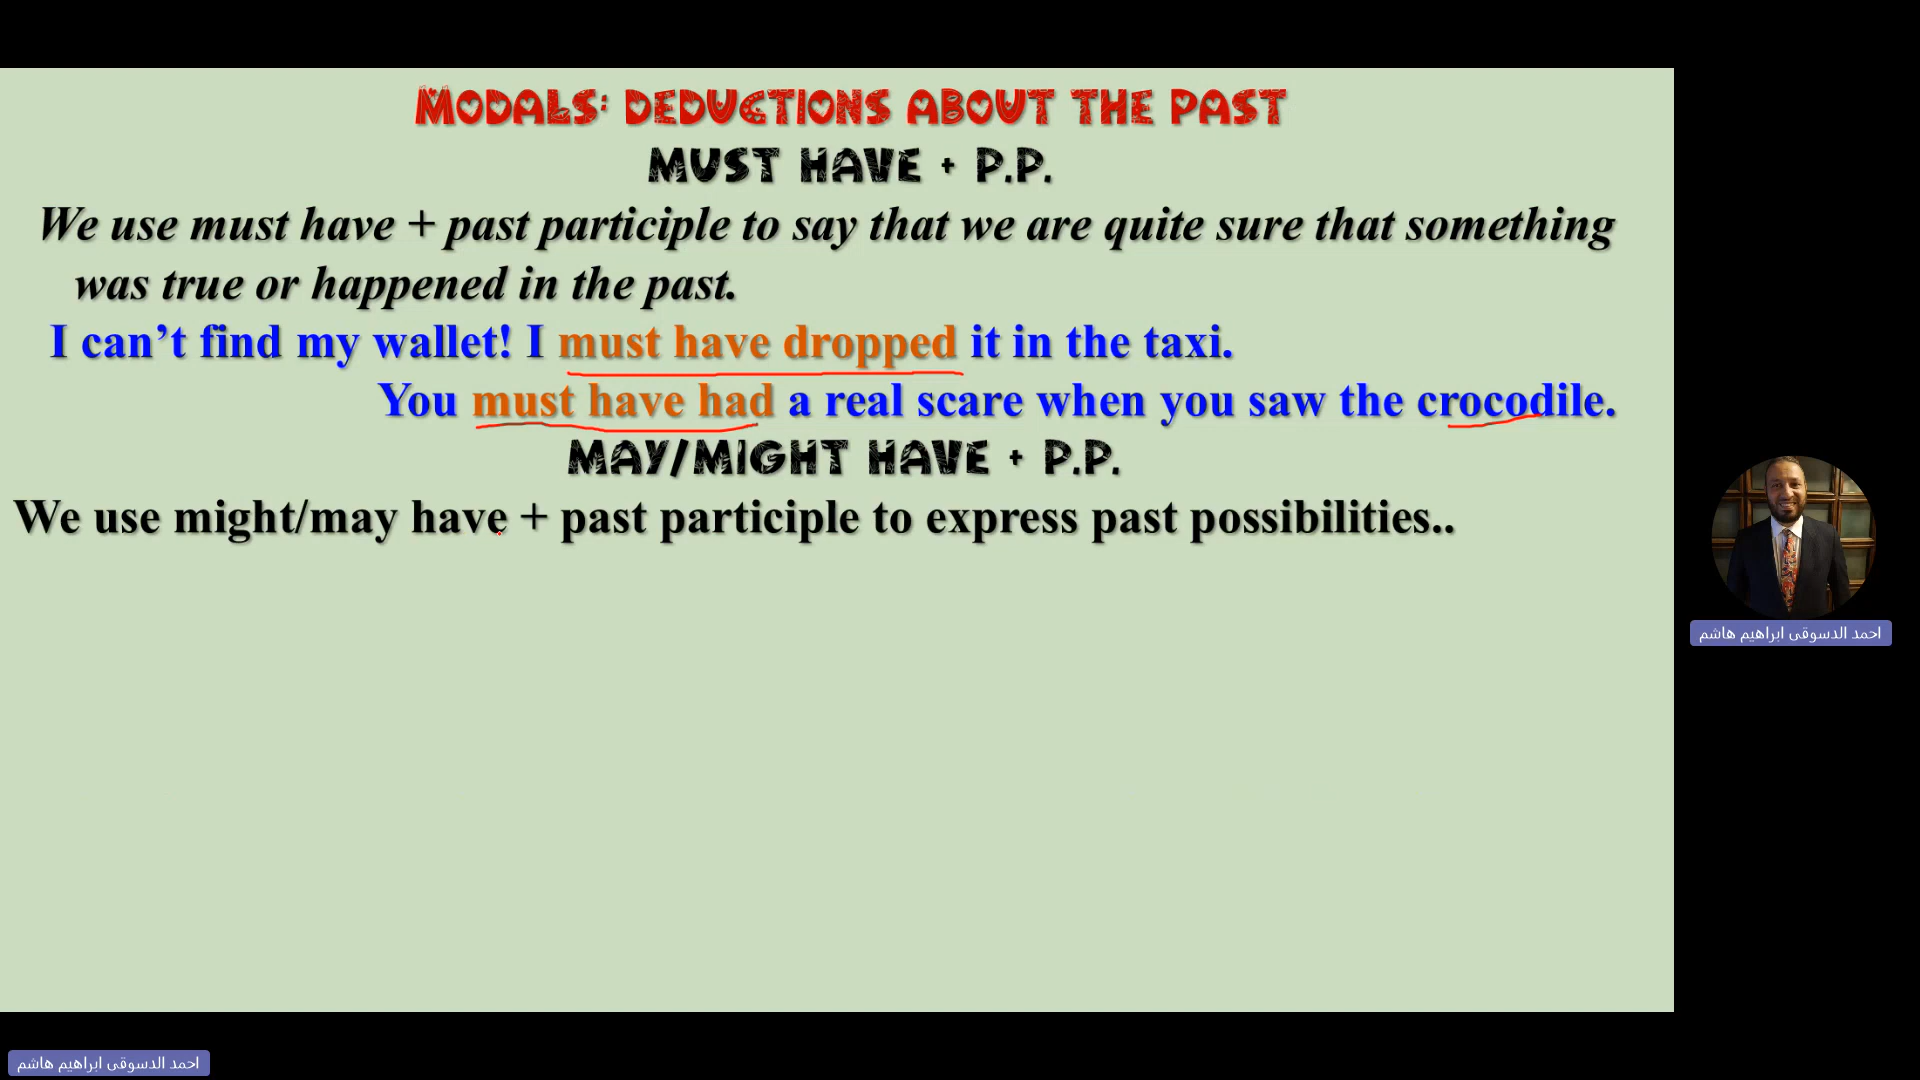 MODALS: DEDUCTIONS ABOUT THE PAST
MUST HAVE + P.P.
We use must have + past participle to say that we are quite sure that something
was true or happened in the past.
I can’t find my wallet! I must have dropped it in the taxi.
You must have had a real scare when you saw the crocodile.
MAY/MIGHT HAVE + P.P.
We use might/may have + past participle to express past possibilities..
احمد الدسوقى ابراهيم هاشم
احمد الدسوقى ابراهيم هاشم